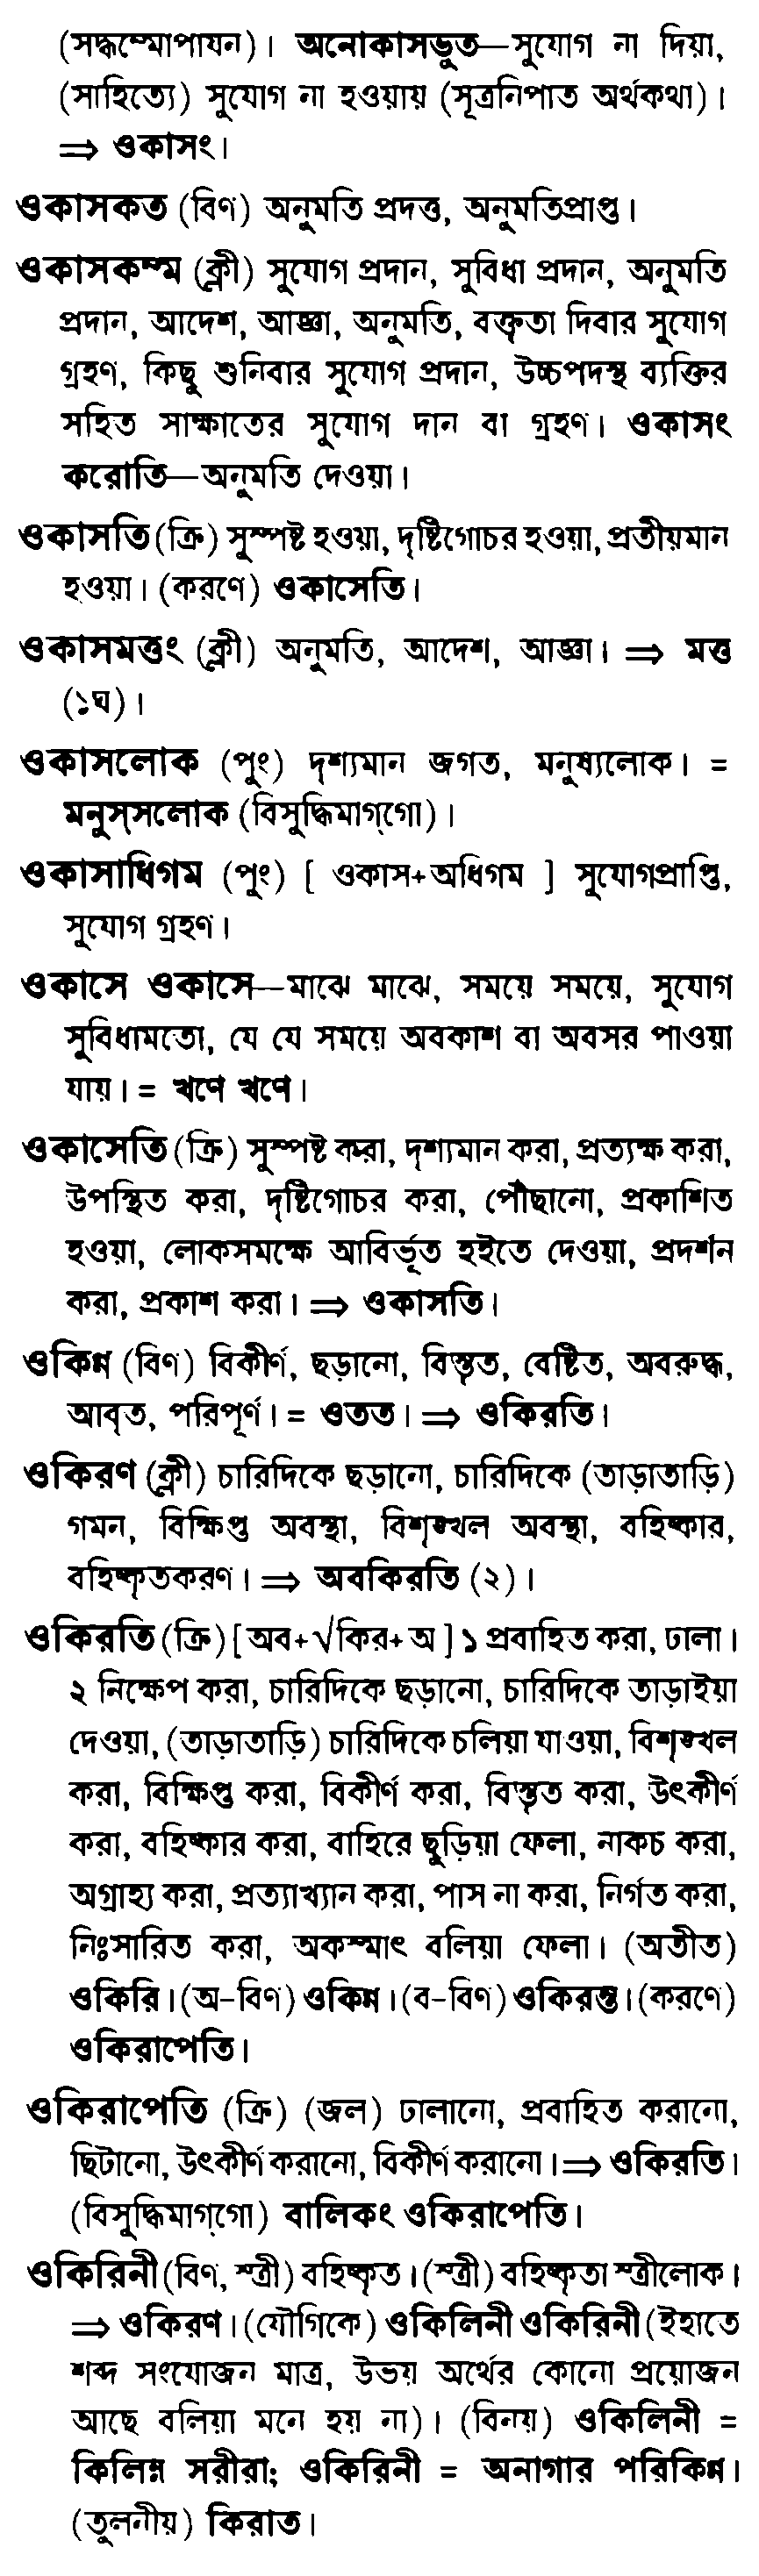 (সদ্ধম্মোপাযন)। অনোকাসভুত—সুযোগ না দিয়া,
(সাহিত্যে) সুযোগ না হওয়ায় (সূত্রনিপাত অর্থকথা)।
⇒ ওকাসং।
ওকাসকত (বিণ) অনুমতি প্রদত্ত, অনুমতিপ্রাপ্ত।
ওকাসকম্ম (ক্লী) সুযোগ প্রদান, সুবিধা প্রদান, অনুমতি
প্রদান, আদেশ, আজ্ঞা, অনুমতি, বক্তৃতা দিবার সুযোগ
গ্রহণ, কিছু শুনিবার সুযোগ প্রদান, উচ্চপদস্থ ব্যক্তির
সহিত সাক্ষাতের সুযোগ দান বা গ্রহণ। ওকাসং
করোতি—অনুমতি দেওয়া।
ওকাসতি (ক্রি) সুস্পষ্ট হওয়া, দৃষ্টিগোচর হওয়া, প্রতীয়মান
হওয়া। (করণে) ওকাসেতি।
ওকাসমত্তং (ক্লী) অনুমতি, আদেশ, আজ্ঞা। ⇒ মত্ত
(১ঘ)।
ওকাসলোক (পুং) দৃশ্যমান জগত, মনুষ্যলোক। =
মনুস্‌সলোক (বিসুদ্ধিমাগ্‌গো)।
ওকাসাধিগম (পুং) [ ওকাস+অধিগম ] সুযোগপ্রাপ্তি,
সুযোগ গ্রহণ।
ওকাসে ওকাসে—মাঝে মাঝে, সময়ে সময়ে, সুযোগ
সুবিধামতো, যে যে সময়ে অবকাশ বা অবসর পাওয়া
যায়। = খণে খণে।
ওকাসেতি (ক্রি) সুস্পষ্ট করা, দৃশ্যমান করা, প্রত্যক্ষ করা,
উপস্থিত করা, দৃষ্টিগোচর করা, পৌঁছানো, প্রকাশিত
হওয়া, লোকসমক্ষে আবির্ভূত হইতে দেওয়া, প্রদর্শন
করা, প্রকাশ করা। ⇒ ওকাসতি।
ওকিন্ন (বিণ) বিকীর্ণ, ছড়ানো, বিস্তৃত, বেষ্টিত, অবরুদ্ধ,
আবৃত, পরিপূর্ণ। = ওতত। ⇒ ওকিরতি।
ওকিরণ (ক্লী) চারিদিকে ছড়ানো, চারিদিকে (তাড়াতাড়ি)
গমন, বিক্ষিপ্ত অবস্থা, বিশৃঙ্খল অবস্থা, বহিষ্কার,
বহিষ্কৃতকরণ। ⇒ অবকিরতি (২)।
ওকিরতি (ক্রি) [ অব+√কির+ অ ] ১ প্রবাহিত করা, ঢালা।
২ নিক্ষেপ করা, চারিদিকে ছড়ানো, চারিদিকে তাড়াইয়া
দেওয়া, (তাড়াতাড়ি) চারিদিকে চলিয়া যাওয়া, বিশৃঙ্খল
করা, বিক্ষিপ্ত করা, বিকীর্ণ করা, বিস্তৃত করা, উৎকীর্ণ
করা, বহিষ্কার করা, বাহিরে ছুড়িয়া ফেলা, নাকচ করা,
অগ্রাহ্য করা, প্রত্যাখ্যান করা, পাস না করা, নির্গত করা,
নিঃসারিত করা, অকস্মাৎ বলিয়া ফেলা। (অতীত)
ওকিরি। (অ-বিণ) ওকিন্ন। (ব-বিণ) ওকিরন্ত। (করণে)
ওকিরাপেতি।
ওকিরাপেতি (ক্রি) (জল) ঢালানো, প্রবাহিত করানো,
ছিটানো, উৎকীর্ণ করানো, বিকীর্ণ করানো। ⇒ ওকিরতি।
(বিসুদ্ধিমাগ্‌গো) বালিকং ওকিরাপেতি।
ওকিরিনী (বিণ, স্ত্রী) বহিষ্কৃত। (স্ত্রী) বহিষ্কৃতা স্ত্রীলোক।
⇒ ওকিরণ। (যৌগিকে) ওকিলিনী ওকিরিনী (ইহাতে
শব্দ সংযোজন মাত্র, উভয় অর্থের কোনো প্রয়োজন
আছে বলিয়া মনে হয় না)। (বিনয়) ওকিলিনী =
কিলিন্ন সরীরা; ওকিরিনী = অনাগার পরিকিন্ন।
(তুলনীয়) কিরাত।